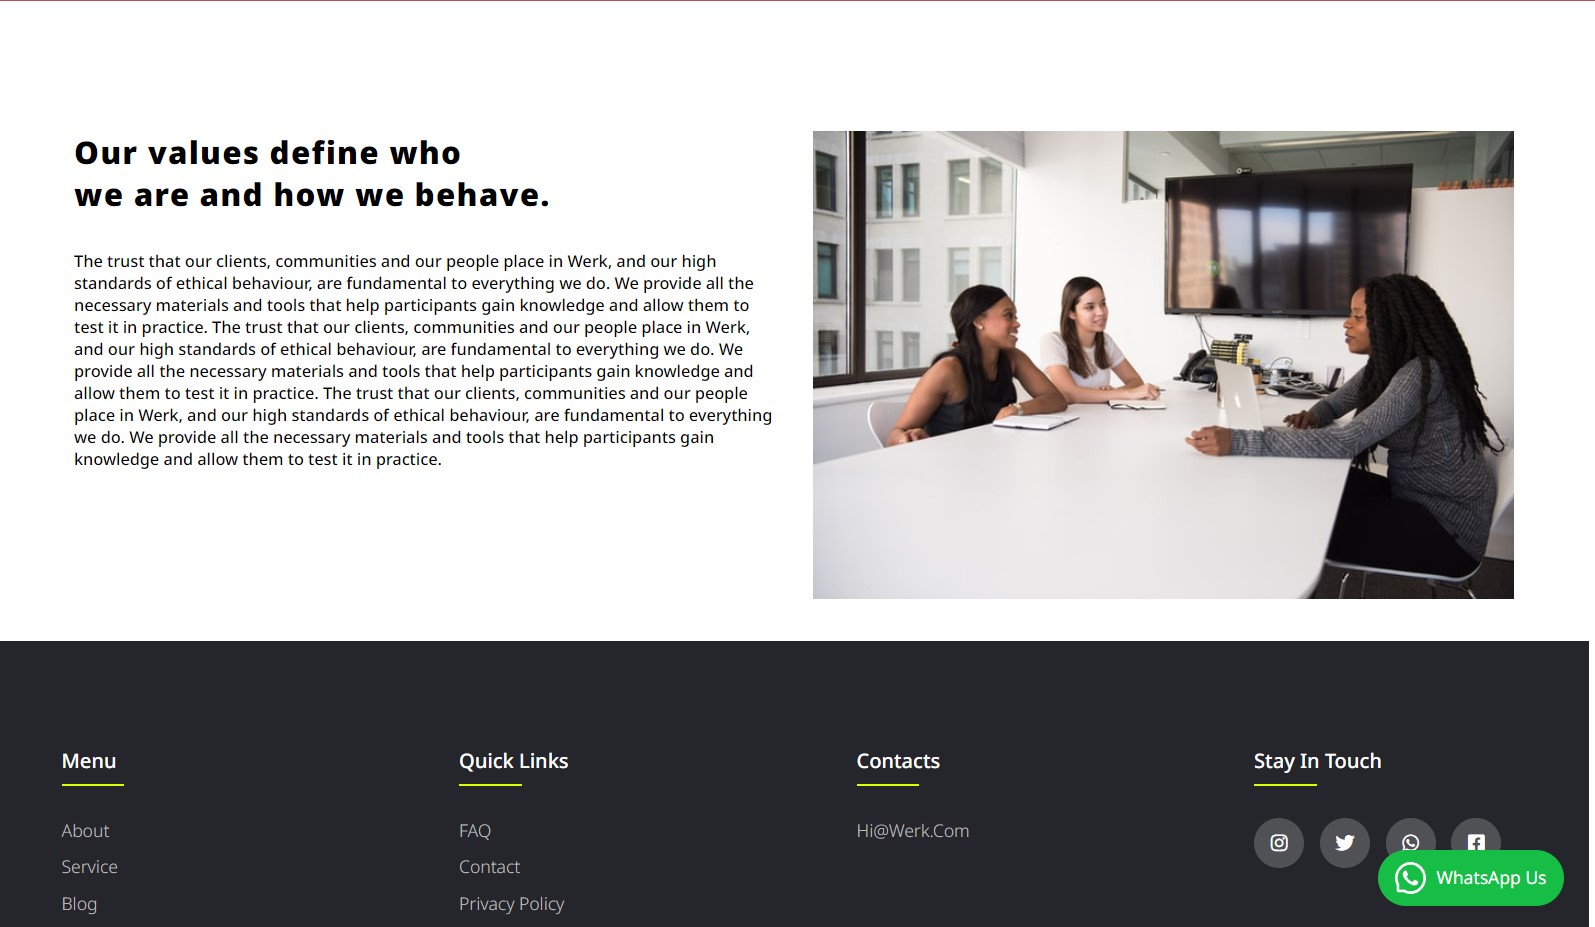 Our values define who
we are and how we behave.
The trust that our clients, communities and our people place in Werk, and our high
standards of ethical behaviour, are fundamental to everything we do. We provide all the
necessary materials and tools that help participants gain knowledge and allow them to
test it in practice. The trust that our clients, communities and our people place in Werk,
and our high standards of ethical behaviour, are fundamental to everything we do. We
provide all the necessary materials and tools that help participants gain knowledge and
allow them to test it in practice. The trust that our clients, communities and our people
place in Werk, and our high standards of ethical behaviour, are fundamental to everything
we do. We provide all the necessary materials and tools that help participants gain
knowledge and allow them to test it in practice.
Menu
About
Service
Blog
Quick Links
FAQ
Contact
Privacy Policy
Contacts
Hi@Werk.Com
Stay In Touch
WhatsApp Us